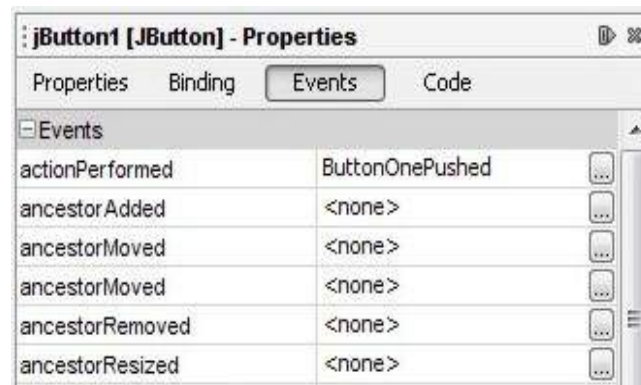 jButton1 [JButton] - Properties
Properties Binding Events Code
Events
actionPerformed ButtonOnePushed ...
ancestorAdded <none> ...
ancestorMoved <none> ...
ancestorMoved <none> ...
ancestorRemoved <none> ...
ancestorResized <none> ...